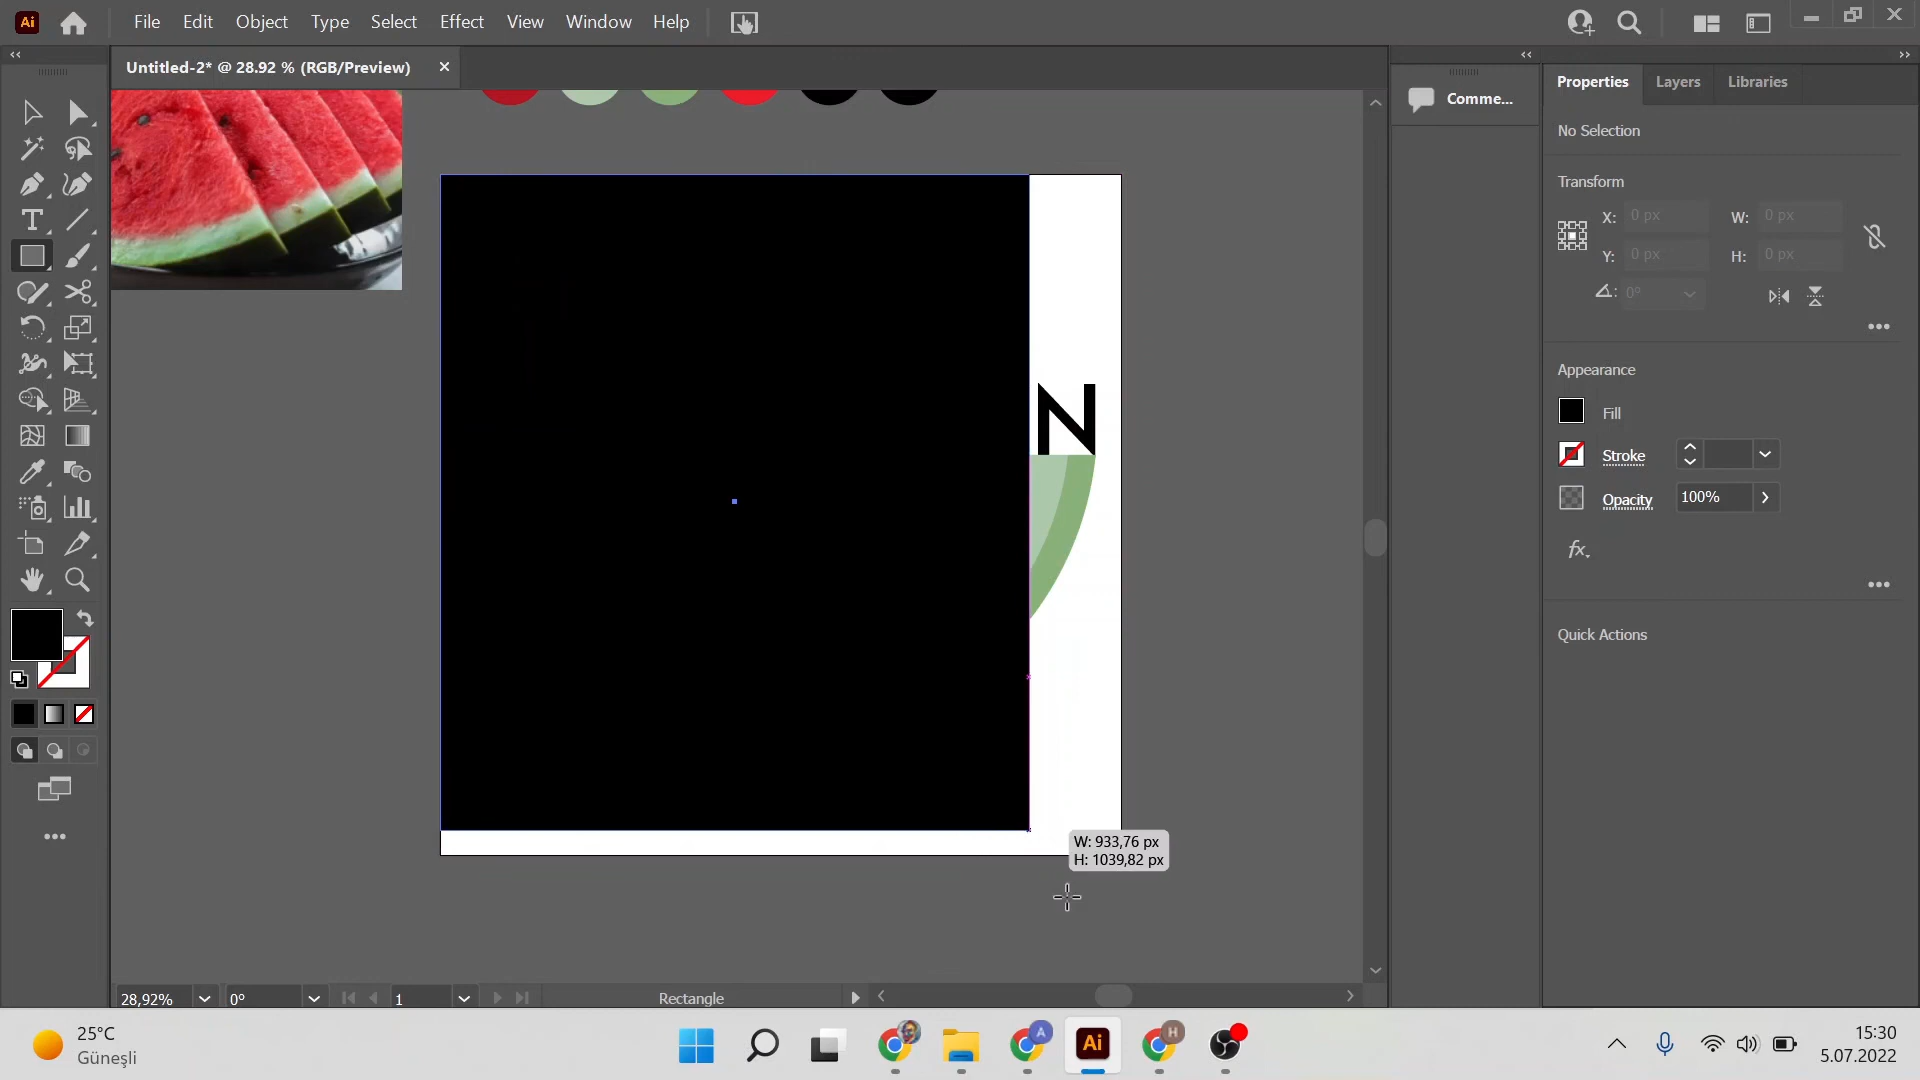 Ai
File Edit Object Type Select Effect View Window Help
Untitled-2* @ 28.92 % (RGB/Preview)
Comme...
Properties Layers Libraries
No Selection
Transform
X: 0 px W: 0 px
Y: 0 px H: 0 px
0°
Appearance
Fill
Stroke
Opacity 100%
fx
Quick Actions
N
W: 933,76 px
H: 1039,82 px
28,92% 0° 1 Rectangle
25°C
Güneşli
A
Ai
H
15:30
5.07.2022